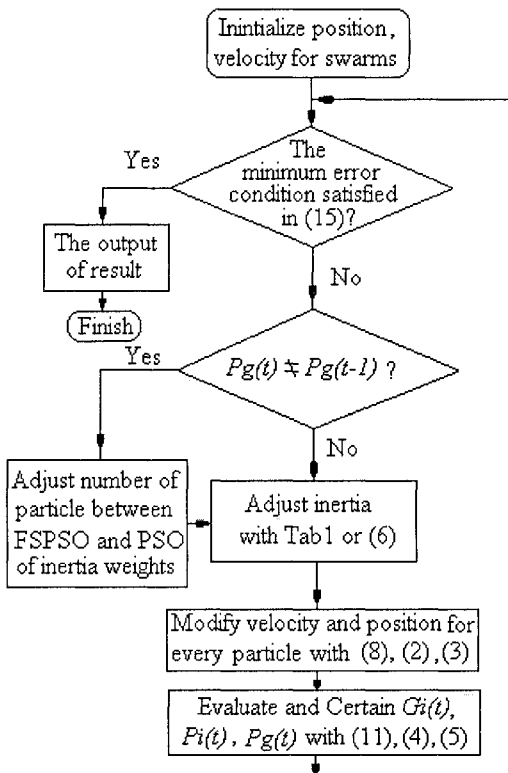 Inintialize position,
velocity for swarms
Yes
The
minimum error
condition satisfied
in (15)?
The output
of result
No
Finish
Yes
Pg(t) ≒ Pg(t-1) ?
No
Adjust number of
particle between
FSPSO and PSO
of inertia weights
Adjust inertia
with Tab1 or (6)
Modify velocity and position for
every particle with (8), (2), (3)
Evaluate and Certain Gi(t),
Pi(t), Pg(t) with (11), (4), (5)